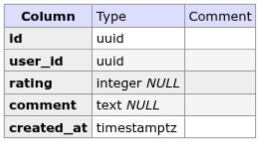 Column Type Comment
id uuid
user_id uuid
rating integer NULL
comment text NULL
created_at timestamptz